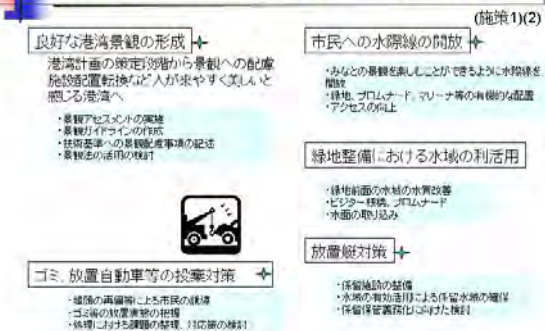 (施策1)(2)
良好な港湾景観の形成
港湾計画の策定段階から景観への配慮
施設配置転換など人が来やすく美しいと
感じる港湾へ
・景観アセスメントの実施
・景観ガイドラインの作成
・技術基準への景観配慮事項の記述
・景観法の活用の検討
ゴミ、放置自動車等の投棄対策
・埠頭の再編等による市民の誘導
・ゴミ等の放置実態の把握
・処理における課題の整理、対応策の検討
市民への水際線の開放
・みなとの景観を楽しむことができるように水際線を
開放
・緑地、プロムナード、マリーナ等の有機的な配置
・アクセスの向上
緑地整備における水域の利活用
・緑地前面の水域の水質改善
・ビジター桟橋、プロムナード
・水面の取り込み
放置艇対策
・係留施設の整備
・水域の有効活用による係留水域の確保
・係留保管義務化に向けた検討